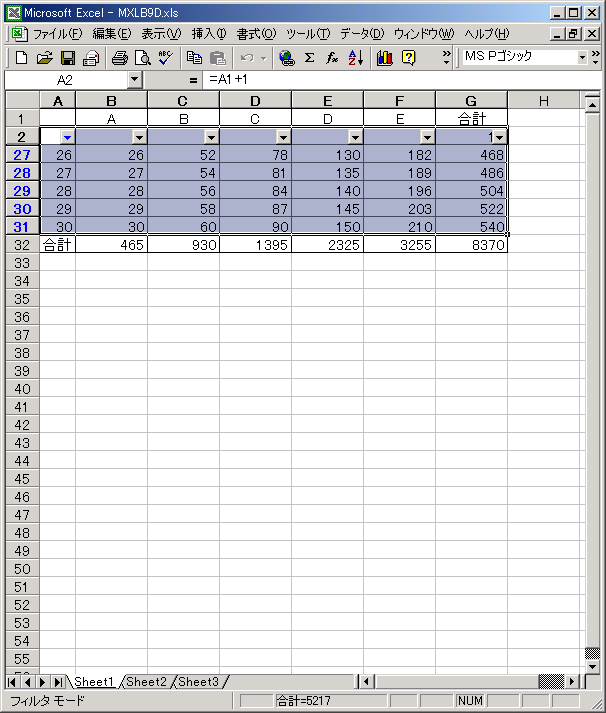 Microsoft Excel - MXLB9D.xls
ファイル(F) 編集(E) 表示(V) 挿入(I) 書式(O) ツール(T) データ(D) ウィンドウ(W) ヘルプ(H)
MS Pゴシック
A2 = =A1+1
A B C D E F G H
1 A B C D E 合計
2 1
27 26 26 52 78 130 182 468
28 27 27 54 81 135 189 486
29 28 28 56 84 140 196 504
30 29 29 58 87 145 203 522
31 30 30 60 90 150 210 540
32 合計 465 930 1395 2325 3255 8370
33
34
35
36
37
38
39
40
41
42
43
44
45
46
47
48
49
50
51
52
53
54
55
Sheet1 Sheet2 Sheet3
フィルタ モード 合計=5217 NUM